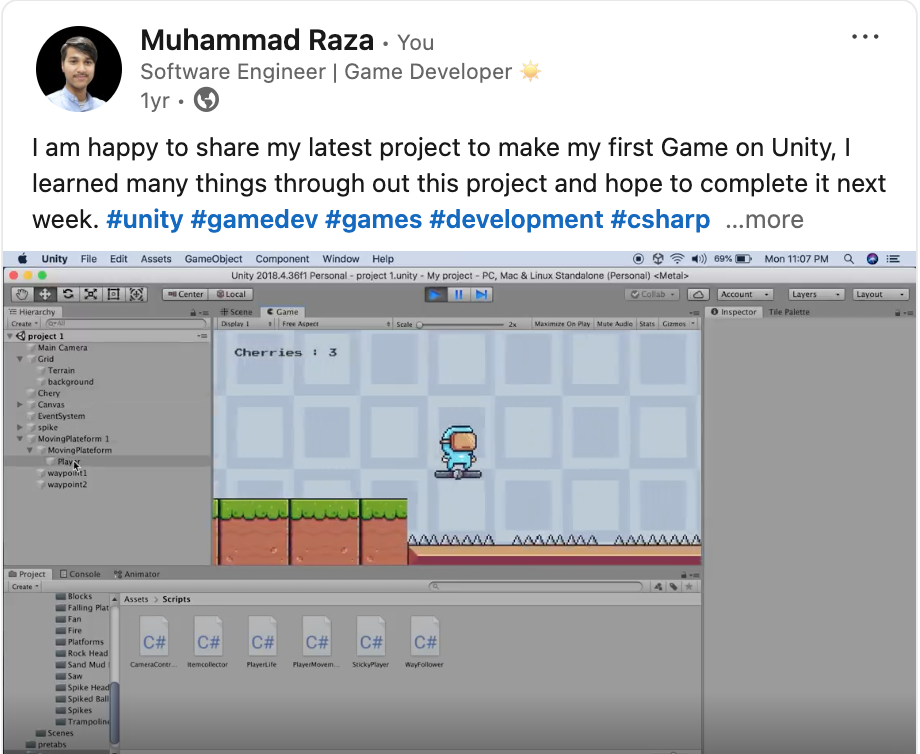 Muhammad Raza • You
Software Engineer | Game Developer
1yr •
I am happy to share my latest project to make my first Game on Unity, I
learned many things through out this project and hope to complete it next
week. #unity #gamedev #games #development #csharp ...more
Unity File Edit Assets GameObject Component Window Help 69% Mon 11:07 PM
Unity 2018.4.36f1 Personal - project 1.unity - My project - PC, Mac & Linux Standalone (Personal) <Metal>
Center Local Collab Account Layers Layout
Hierarchy Scene Game Inspector Tile Palette
Create All Display 1 Free Aspect Scale 2x Maximize On Play Mute Audio Stats Gizmos
project 1
Main Camera
Grid
Terrain
background
Chery
Canvas
EventSystem
spike
MovingPlateform 1
MovingPlateform
Player
waypoint1
waypoint2
Cherries : 3
Project Console Animator
Create
Assets > Scripts
Blocks
Falling Plat
Fan
Fire
Platforms
Rock Head
Sand Mud
Saw
Spike Head
Spiked Ball
Spikes
Trampoline
Scenes
prefabs
C# C# C# C# C# C#
CameraContr... Itemcollector PlayerLife PlayerMovem... StickyPlayer WayFollower